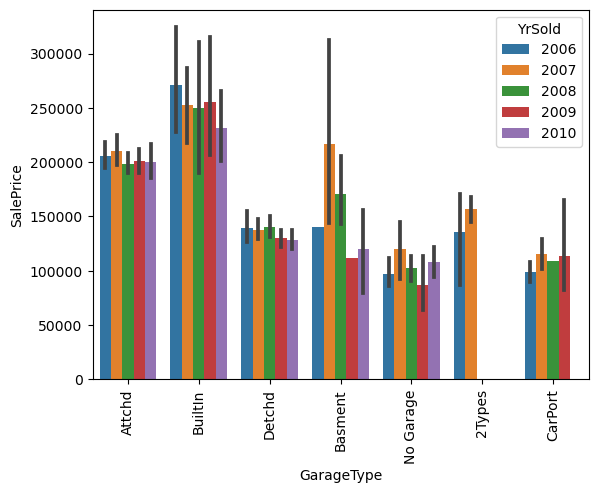 YrSold
2006
2007
2008
2009
2010
SalePrice
300000
250000
200000
150000
100000
50000
0
Attchd
BuiltIn
Detchd
Basment
No Garage
2Types
CarPort
GarageType